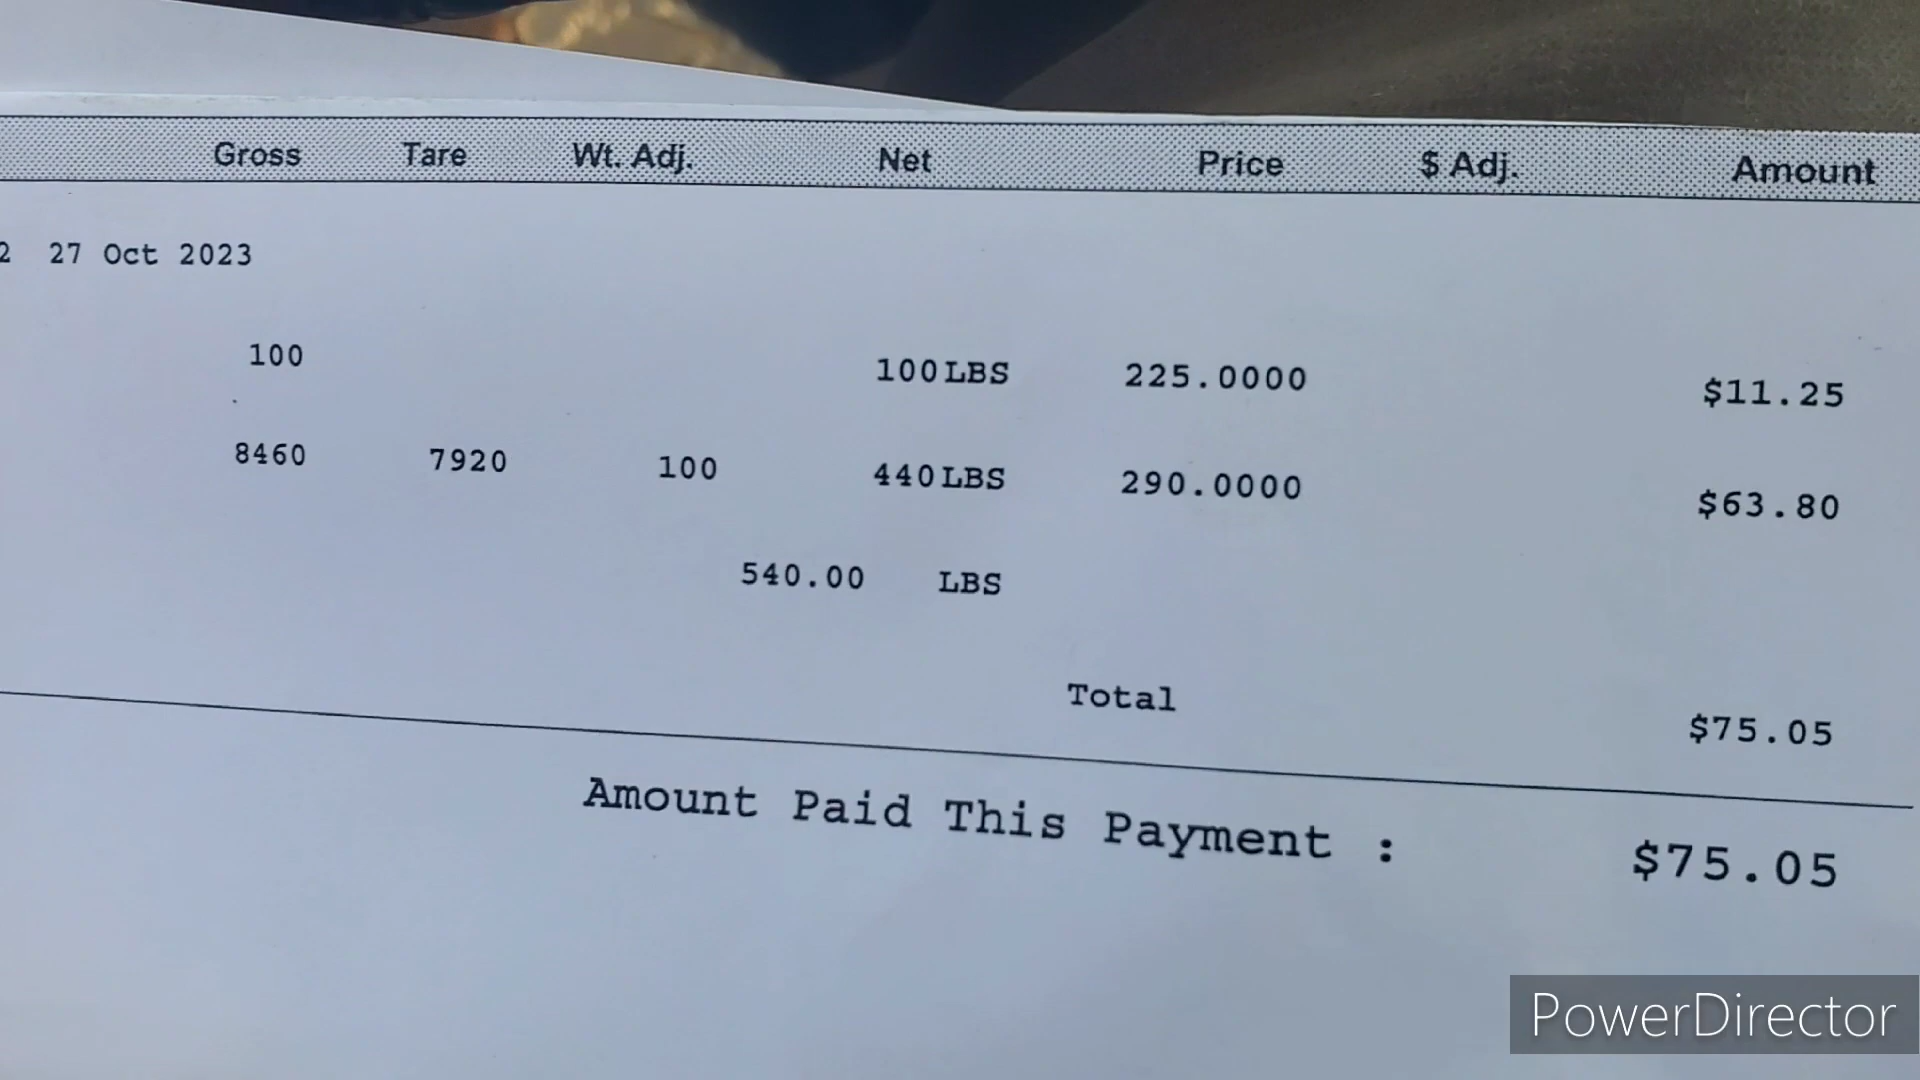 Gross Tare Wt. Adj. Net Price $ Adj. Amount
2 27 Oct 2023
100 100LBS 225.0000 $11.25
8460 7920 100 440LBS 290.0000 $63.80
540.00 LBS
Total $75.05
Amount Paid This Payment : $75.05
PowerDirector